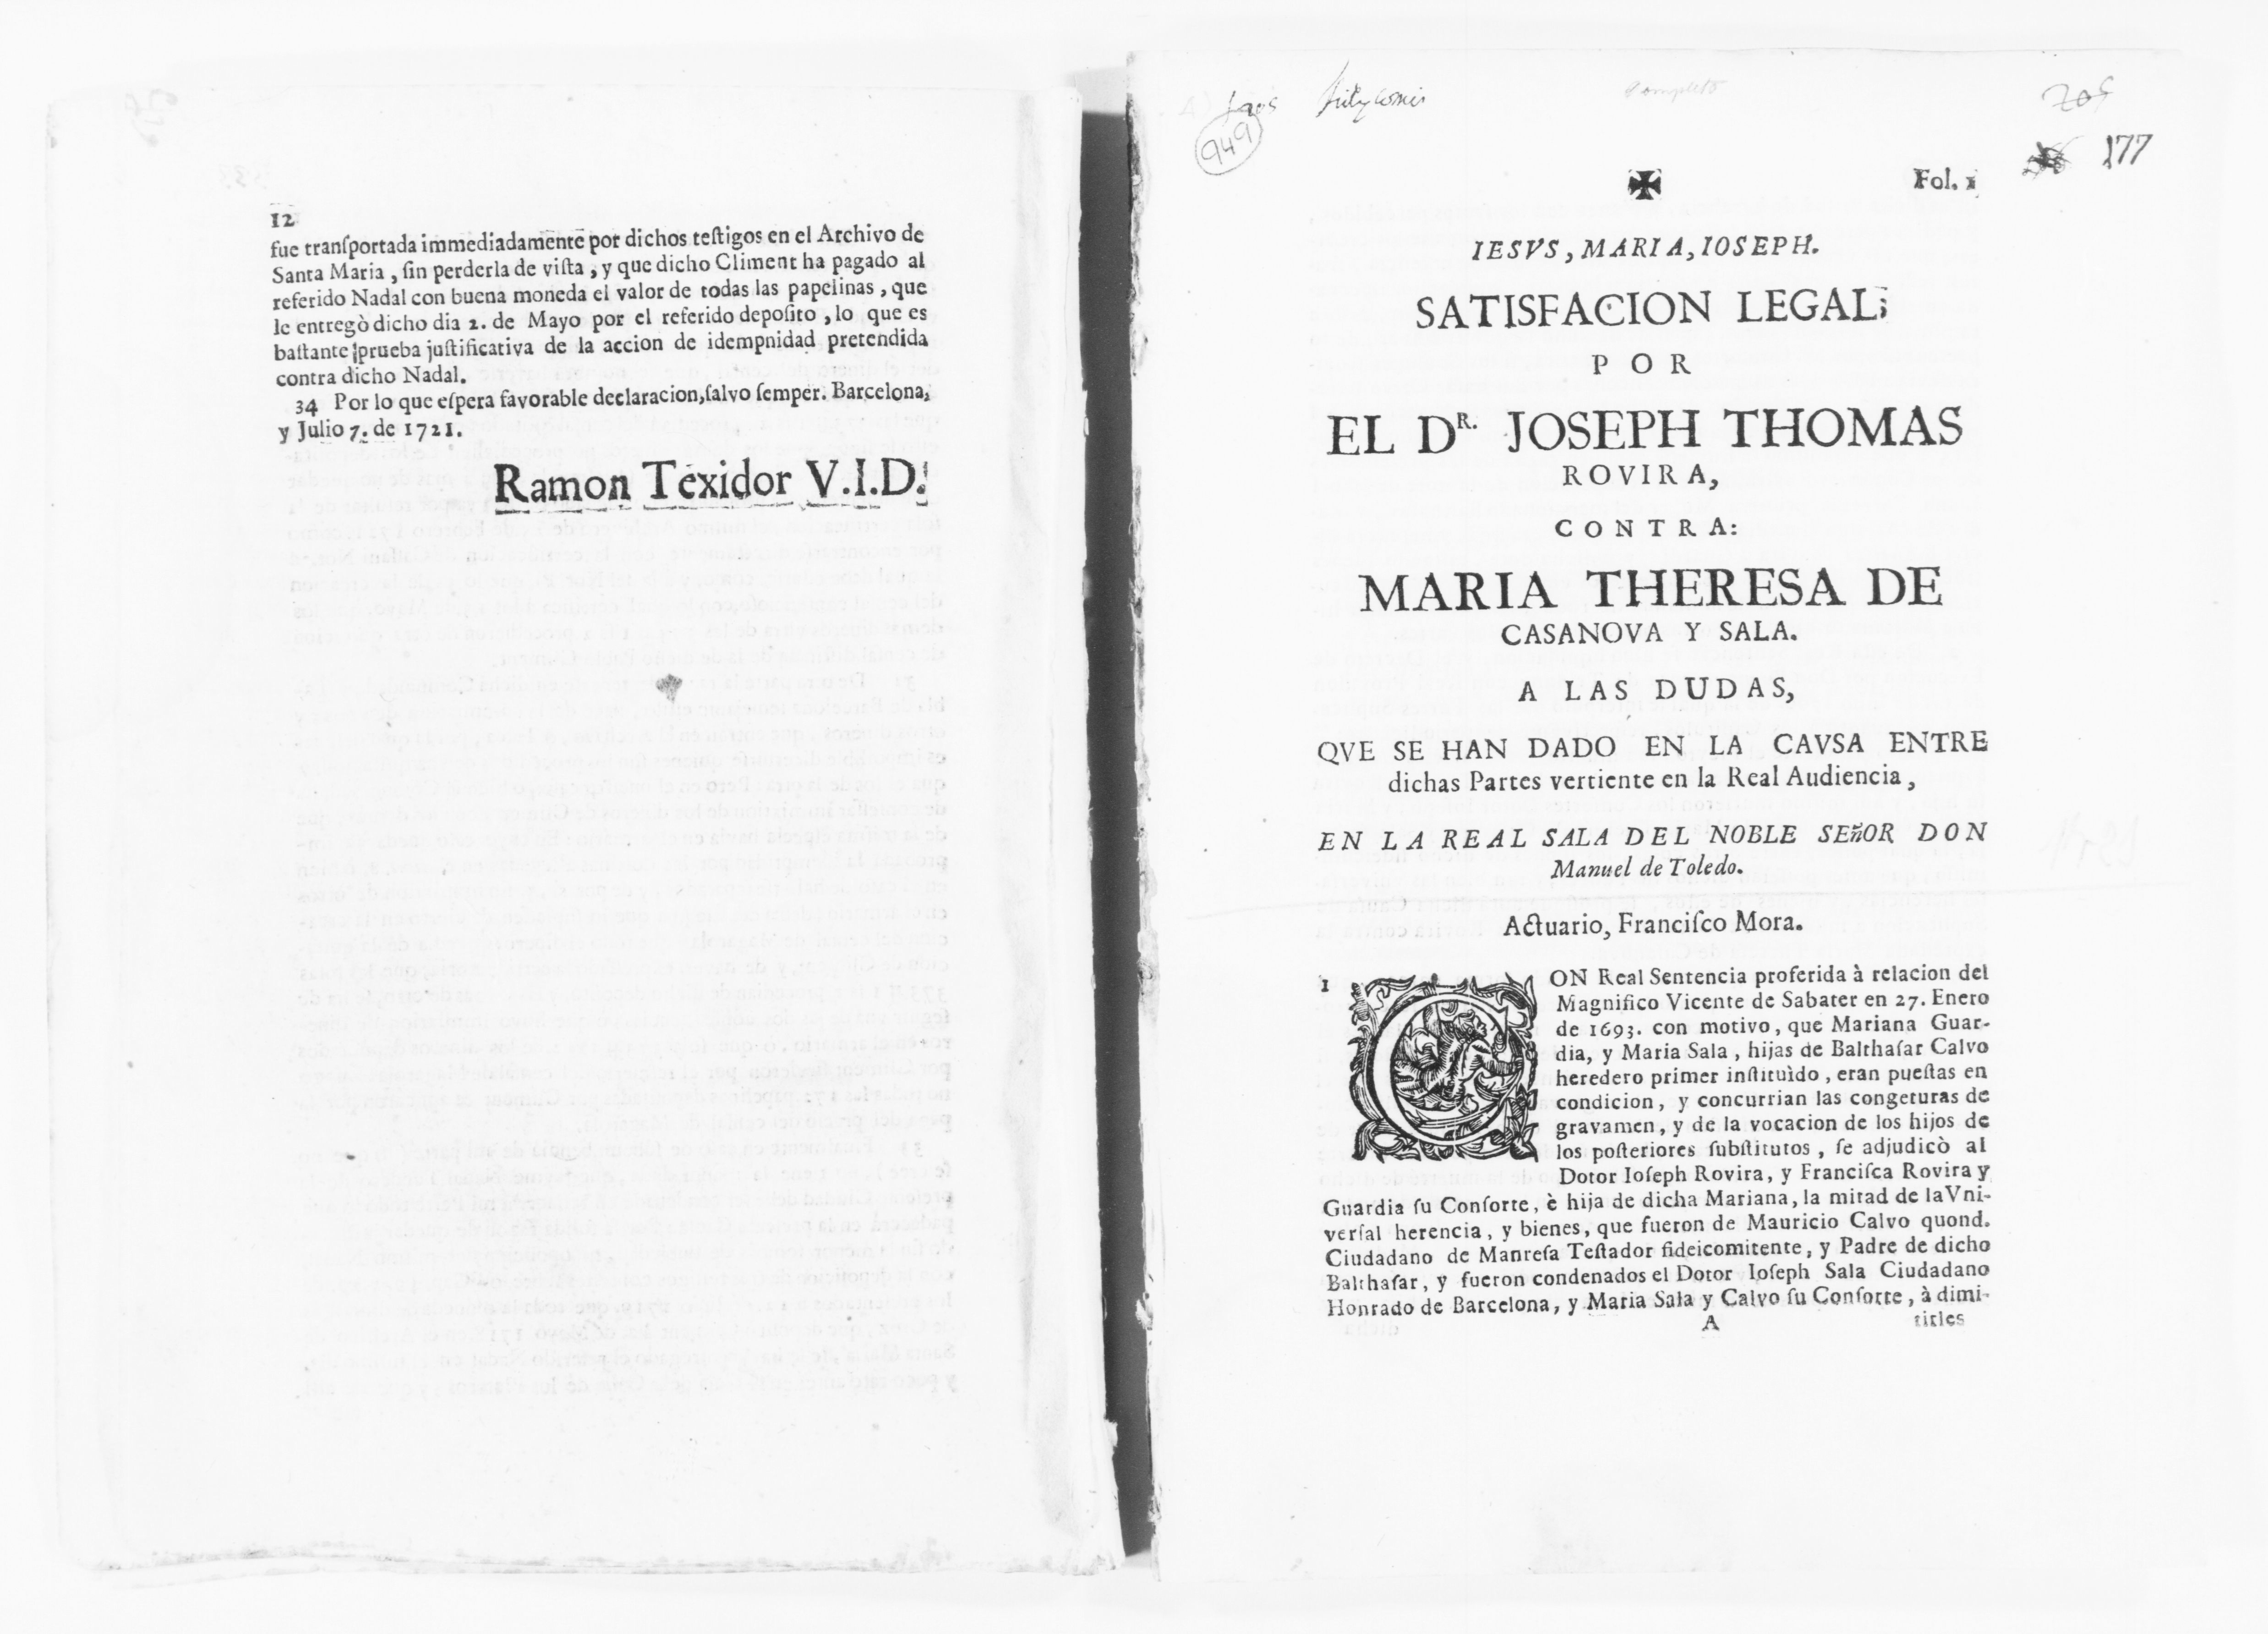 12
fue tranſportada immediadamente por dichos teſtigos en el Archivo de
Santa Maria , ſin perderla de viſta , y que dicho Climent ha pagado al
referido Nadal con buena moneda el valor de todas las papelinas , que
le entregò dicho dia 2. de Mayo por el referido depoſito , lo que es
baſtante prueba juſtificativa de la accion de idempnidad pretendida
contra dicho Nadal.
34 Por lo que eſpera favorable declaracion,ſalvo ſemper. Barcelona,
y Julio 7. de 1721.
Ramon Texidor V.I.D.
completo
705
949
177
Fol. 1
IESVS, MARIA, IOSEPH.
SATISFACION LEGAL;
POR
EL DR. JOSEPH THOMAS
ROVIRA,
CONTRA:
MARIA THERESA DE
CASANOVA Y SALA.
A LAS DUDAS,
QVE SE HAN DADO EN LA CAVSA ENTRE
dichas Partes vertiente en la Real Audiencia,
EN LA REAL SALA DEL NOBLE SEñOR DON
Manuel de Toledo.
Actuario, Franciſco Mora.
1 CON Real Sentencia proferida à relacion del
Magnifico Vicente de Sabater en 27. Enero
de 1693. con motivo, que Mariana Guar-
dia, y Maria Sala, hijas de Balthaſar Calvo
heredero primer inſtituìdo, eran pueſtas en
condicion, y concurrian las congeturas de
gravamen, y de la vocacion de los hijos de
los poſteriores ſubſtitutos, ſe adjudicò al
Dotor Ioſeph Rovira, y Franciſca Rovira y
Guardia ſu Conſorte, è hija de dicha Mariana, la mitad de la Vni-
verſal herencia, y bienes, que fueron de Mauricio Calvo quond.
Ciudadano de Manreſa Teſtador fideicomitente, y Padre de dicho
Balthaſar, y fueron condenados el Dotor Ioſeph Sala Ciudadano
Honrado de Barcelona, y Maria Sala y Calvo ſu Conſorte, à dimi-
A titles